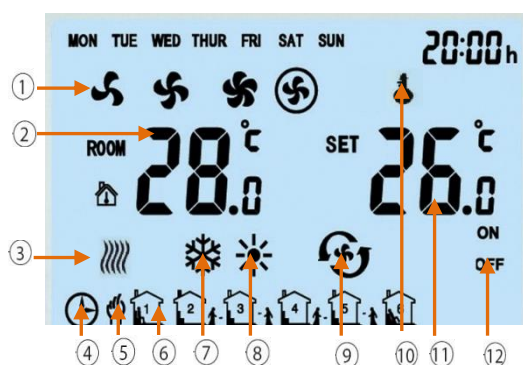 MON TUE WED THUR FRI SAT SUN 20:00 h
①
② ROOM 28.0 °C SET 26.0 °C
ON
③ OFF
1 2 3 4 5 6
④ ⑤ ⑥ ⑦ ⑧ ⑨ ⑩ ⑪ ⑫